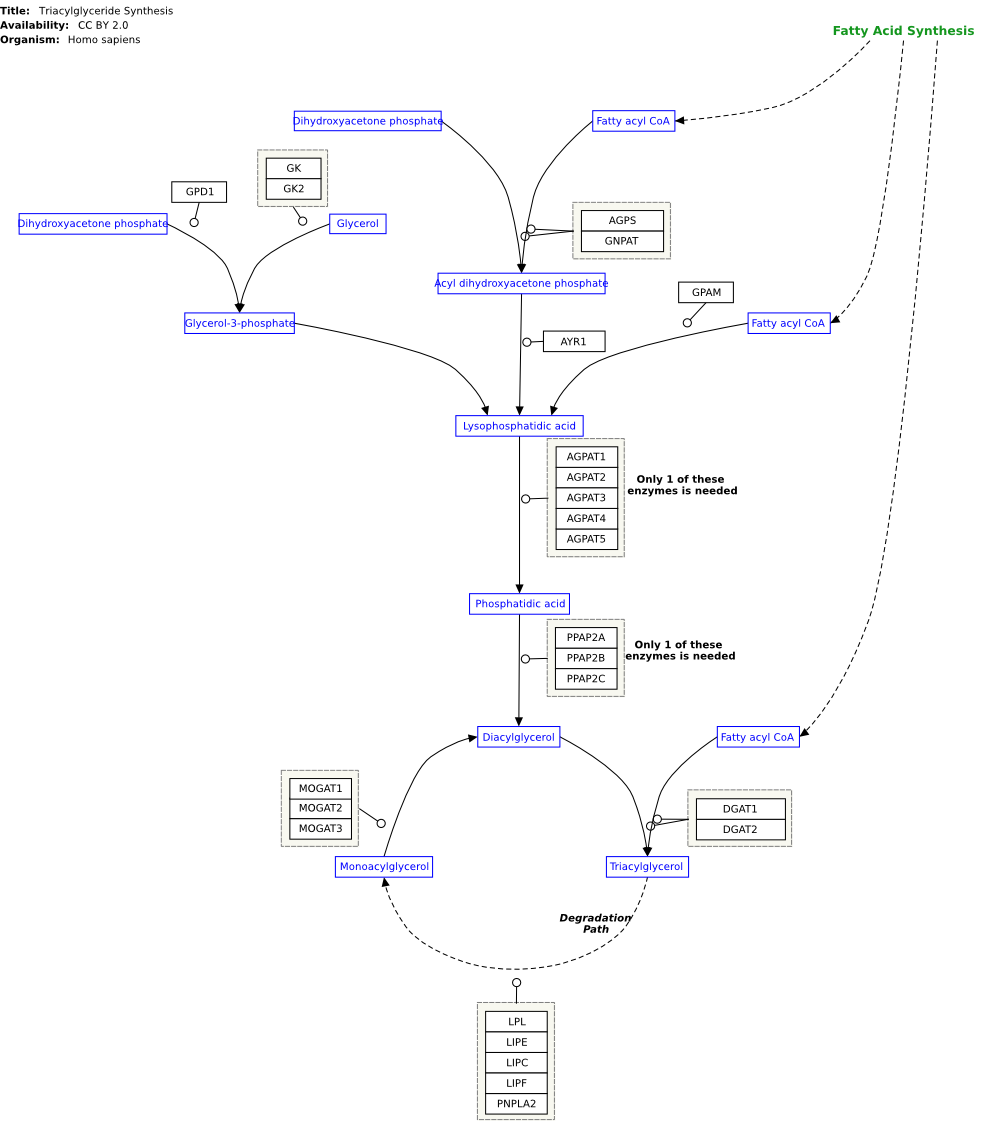 Title: Triacylglyceride Synthesis
Availability: CC BY 2.0
Organism: Homo sapiens
Fatty Acid Synthesis
Dihydroxyacetone phosphate
Fatty acyl CoA
GK
GK2
GPD1
Dihydroxyacetone phosphate
Glycerol
AGPS
GNPAT
Acyl dihydroxyacetone phosphate
GPAM
Glycerol-3-phosphate
Fatty acyl CoA
AYR1
Lysophosphatidic acid
AGPAT1
AGPAT2
AGPAT3
AGPAT4
AGPAT5
Only 1 of these
enzymes is needed
Phosphatidic acid
PPAP2A
PPAP2B
PPAP2C
Only 1 of these
enzymes is needed
Diacylglycerol
Fatty acyl CoA
MOGAT1
MOGAT2
MOGAT3
DGAT1
DGAT2
Monoacylglycerol
Triacylglycerol
Degradation
Path
LPL
LIPE
LIPC
LIPF
PNPLA2